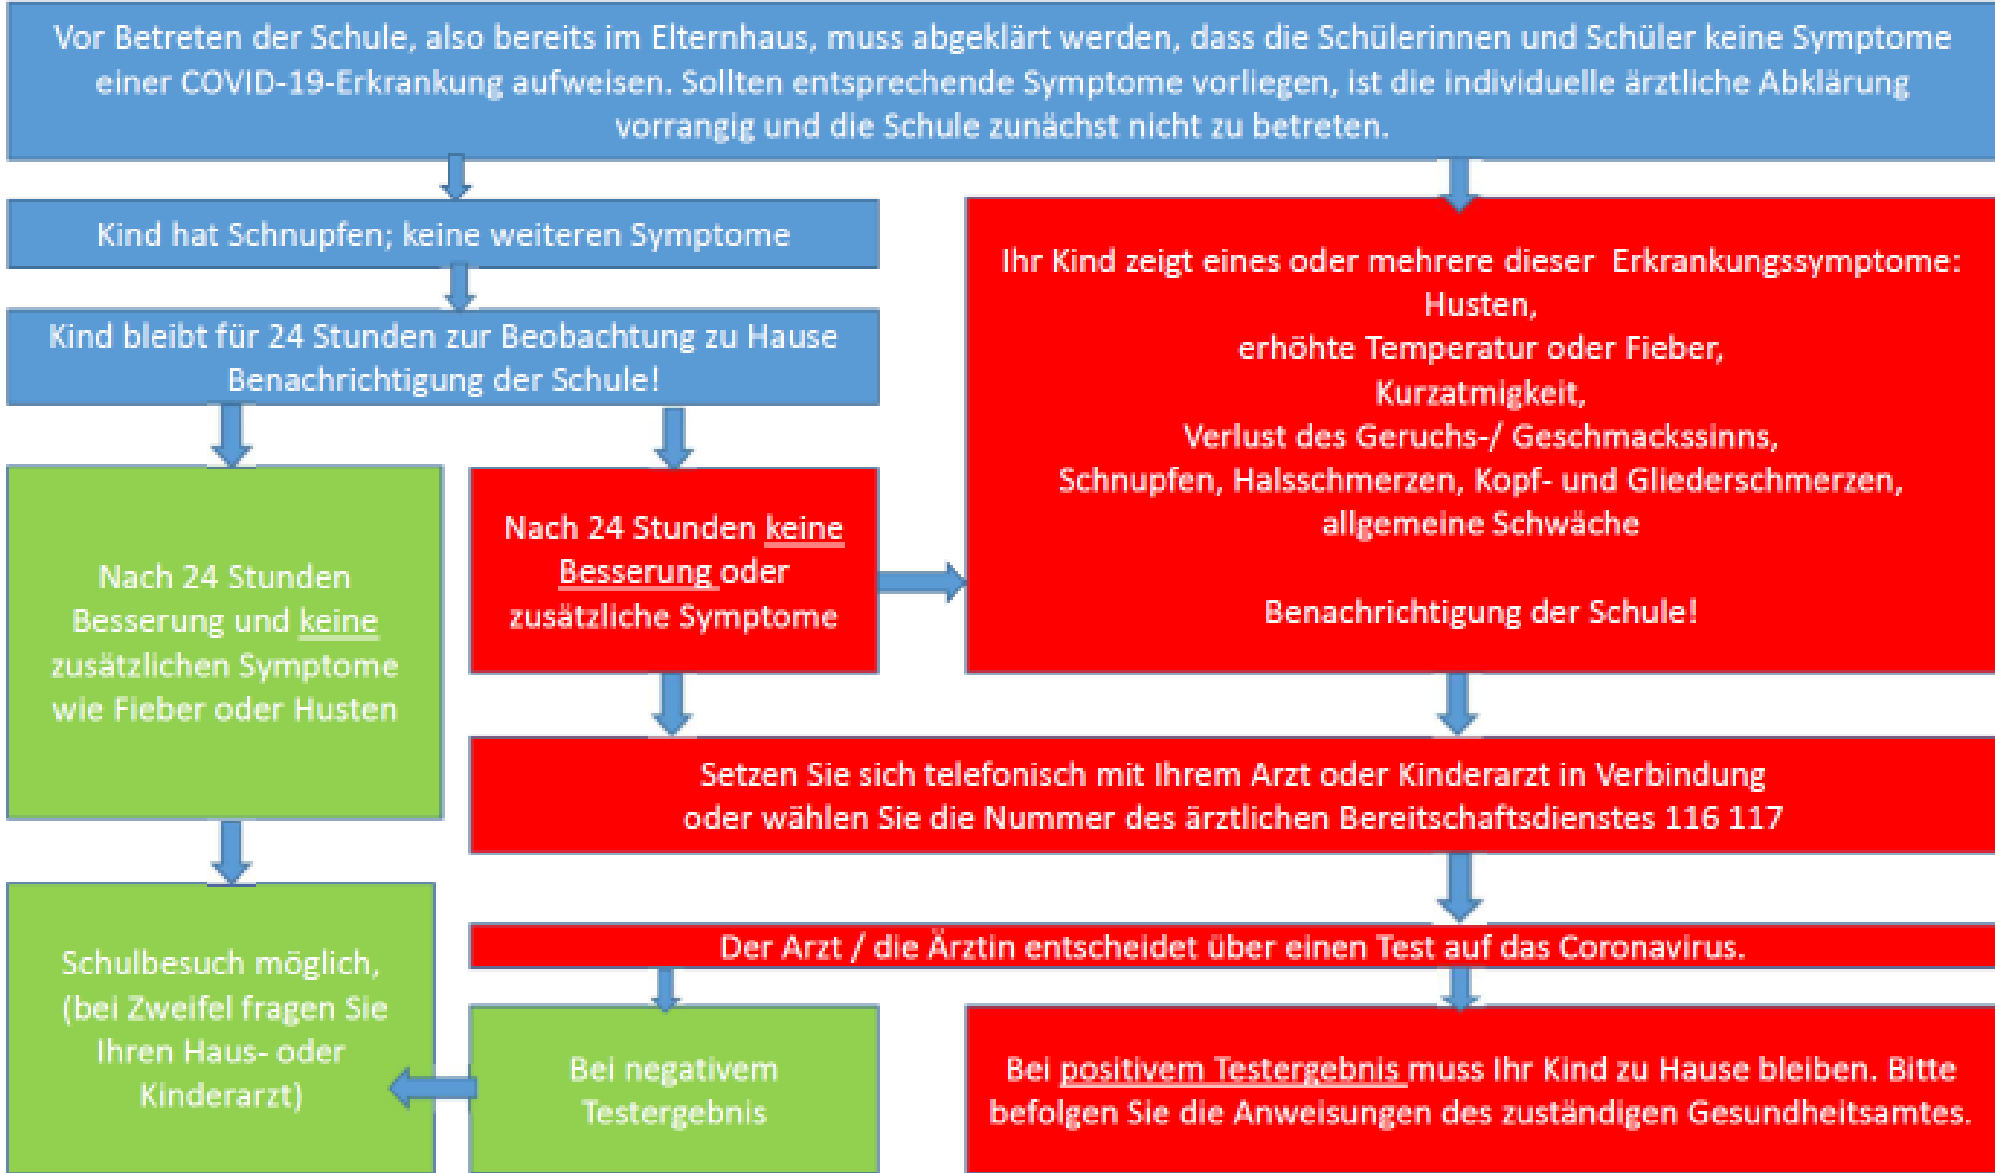 Vor Betreten der Schule, also bereits im Elternhaus, muss abgeklärt werden, dass die Schülerinnen und Schüler keine Symptome
einer COVID-19-Erkrankung aufweisen. Sollten entsprechende Symptome vorliegen, ist die individuelle ärztliche Abklärung
vorrangig und die Schule zunächst nicht zu betreten.
Kind hat Schnupfen; keine weiteren Symptome
Kind bleibt für 24 Stunden zur Beobachtung zu Hause
Benachrichtigung der Schule!
Ihr Kind zeigt eines oder mehrere dieser Erkrankungssymptome:
Husten,
erhöhte Temperatur oder Fieber,
Kurzatmigkeit,
Verlust des Geruchs-/ Geschmackssinns,
Schnupfen, Halsschmerzen, Kopf- und Gliederschmerzen,
allgemeine Schwäche
Benachrichtigung der Schule!
Nach 24 Stunden
Besserung und keine
zusätzlichen Symptome
wie Fieber oder Husten
Nach 24 Stunden keine
Besserung oder
zusätzliche Symptome
Setzen Sie sich telefonisch mit Ihrem Arzt oder Kinderarzt in Verbindung
oder wählen Sie die Nummer des ärztlichen Bereitschaftsdienstes 116 117
Der Arzt / die Ärztin entscheidet über einen Test auf das Coronavirus.
Schulbesuch möglich,
(bei Zweifel fragen Sie
Ihren Haus- oder
Kinderarzt)
Bei negativem
Testergebnis
Bei positivem Testergebnis muss Ihr Kind zu Hause bleiben. Bitte
befolgen Sie die Anweisungen des zuständigen Gesundheitsamtes.